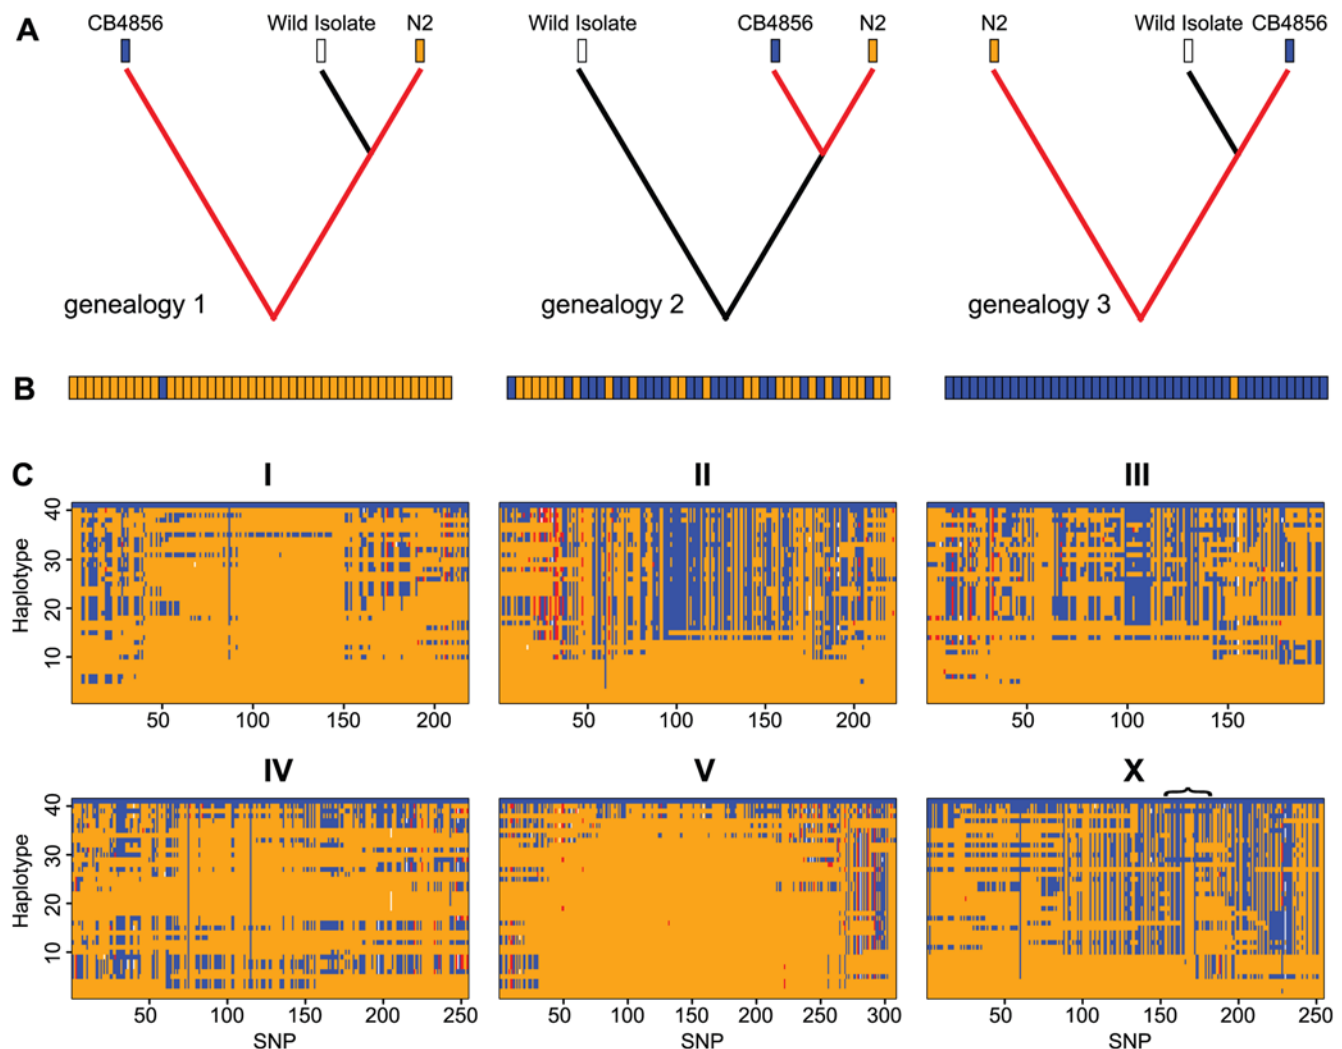 A
CB4856 Wild Isolate N2
Wild Isolate CB4856 N2
N2 Wild Isolate CB4856
genealogy 1
genealogy 2
genealogy 3
B
C
I
II
III
Haplotype
40
30
20
10
50 100 150 200
50 100 150 200
50 100 150
IV
V
X
Haplotype
40
30
20
10
50 100 150 200 250
50 100 150 200 250 300
50 100 150 200 250
SNP
SNP
SNP